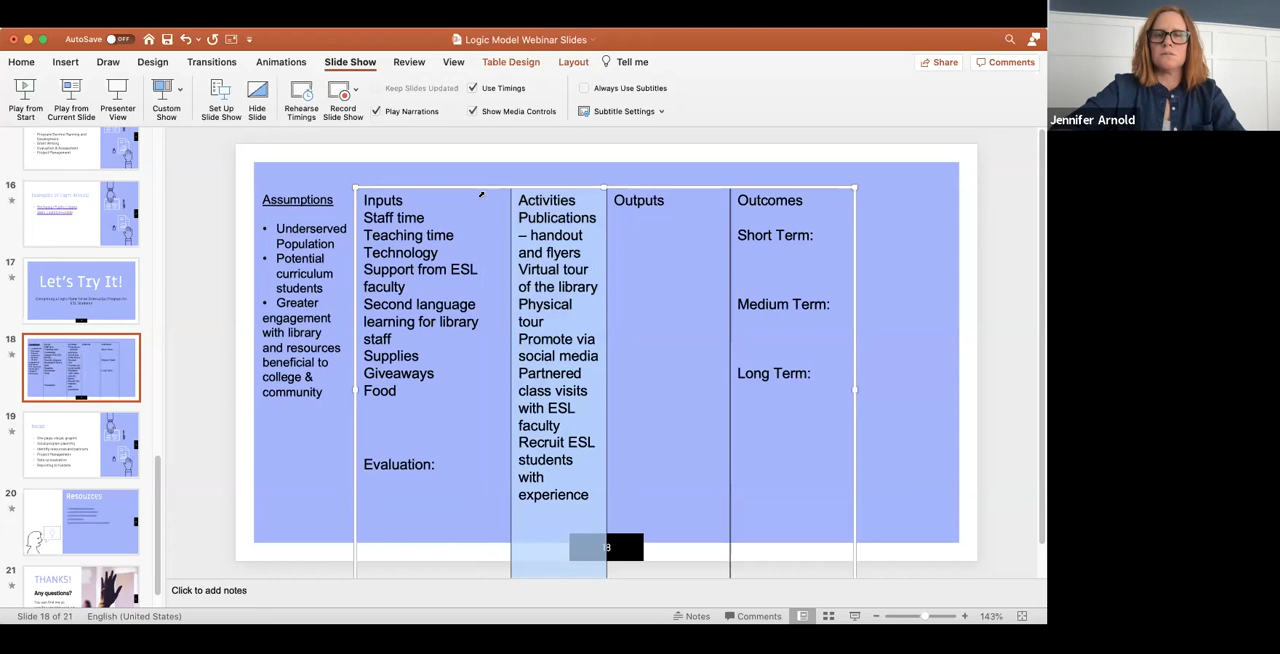 AutoSave OFF
Logic Model Webinar Slides
Home Insert Draw Design Transitions Animations Slide Show Review View Table Design Layout Tell me Share Comments
Play from Start
Play from Current Slide
Presenter View
Custom Show
Set Up Slide Show
Hide Slide
Rehearse Timings
Record Slide Show
Keep Slides Updated
Use Timings
Always Use Subtitles
Play Narrations
Show Media Controls
Subtitle Settings
Jennifer Arnold
16
17
Let's Try It!
18
19
20
Resources
21
THANKS!
Any questions?
Assumptions
• Underserved
Population
• Potential
curriculum
students
• Greater
engagement
with library
and resources
beneficial to
college &
community
Inputs
Staff time
Teaching time
Technology
Support from ESL
faculty
Second language
learning for library
staff
Supplies
Giveaways
Food
Evaluation:
Activities
Publications
– handout
and flyers
Virtual tour
of the library
Physical
tour
Promote via
social media
Partnered
class visits
with ESL
faculty
Recruit ESL
students
with
experience
Outputs
Outcomes
Short Term:
Medium Term:
Long Term:
18
Click to add notes
Slide 18 of 21 English (United States) Notes Comments 143%